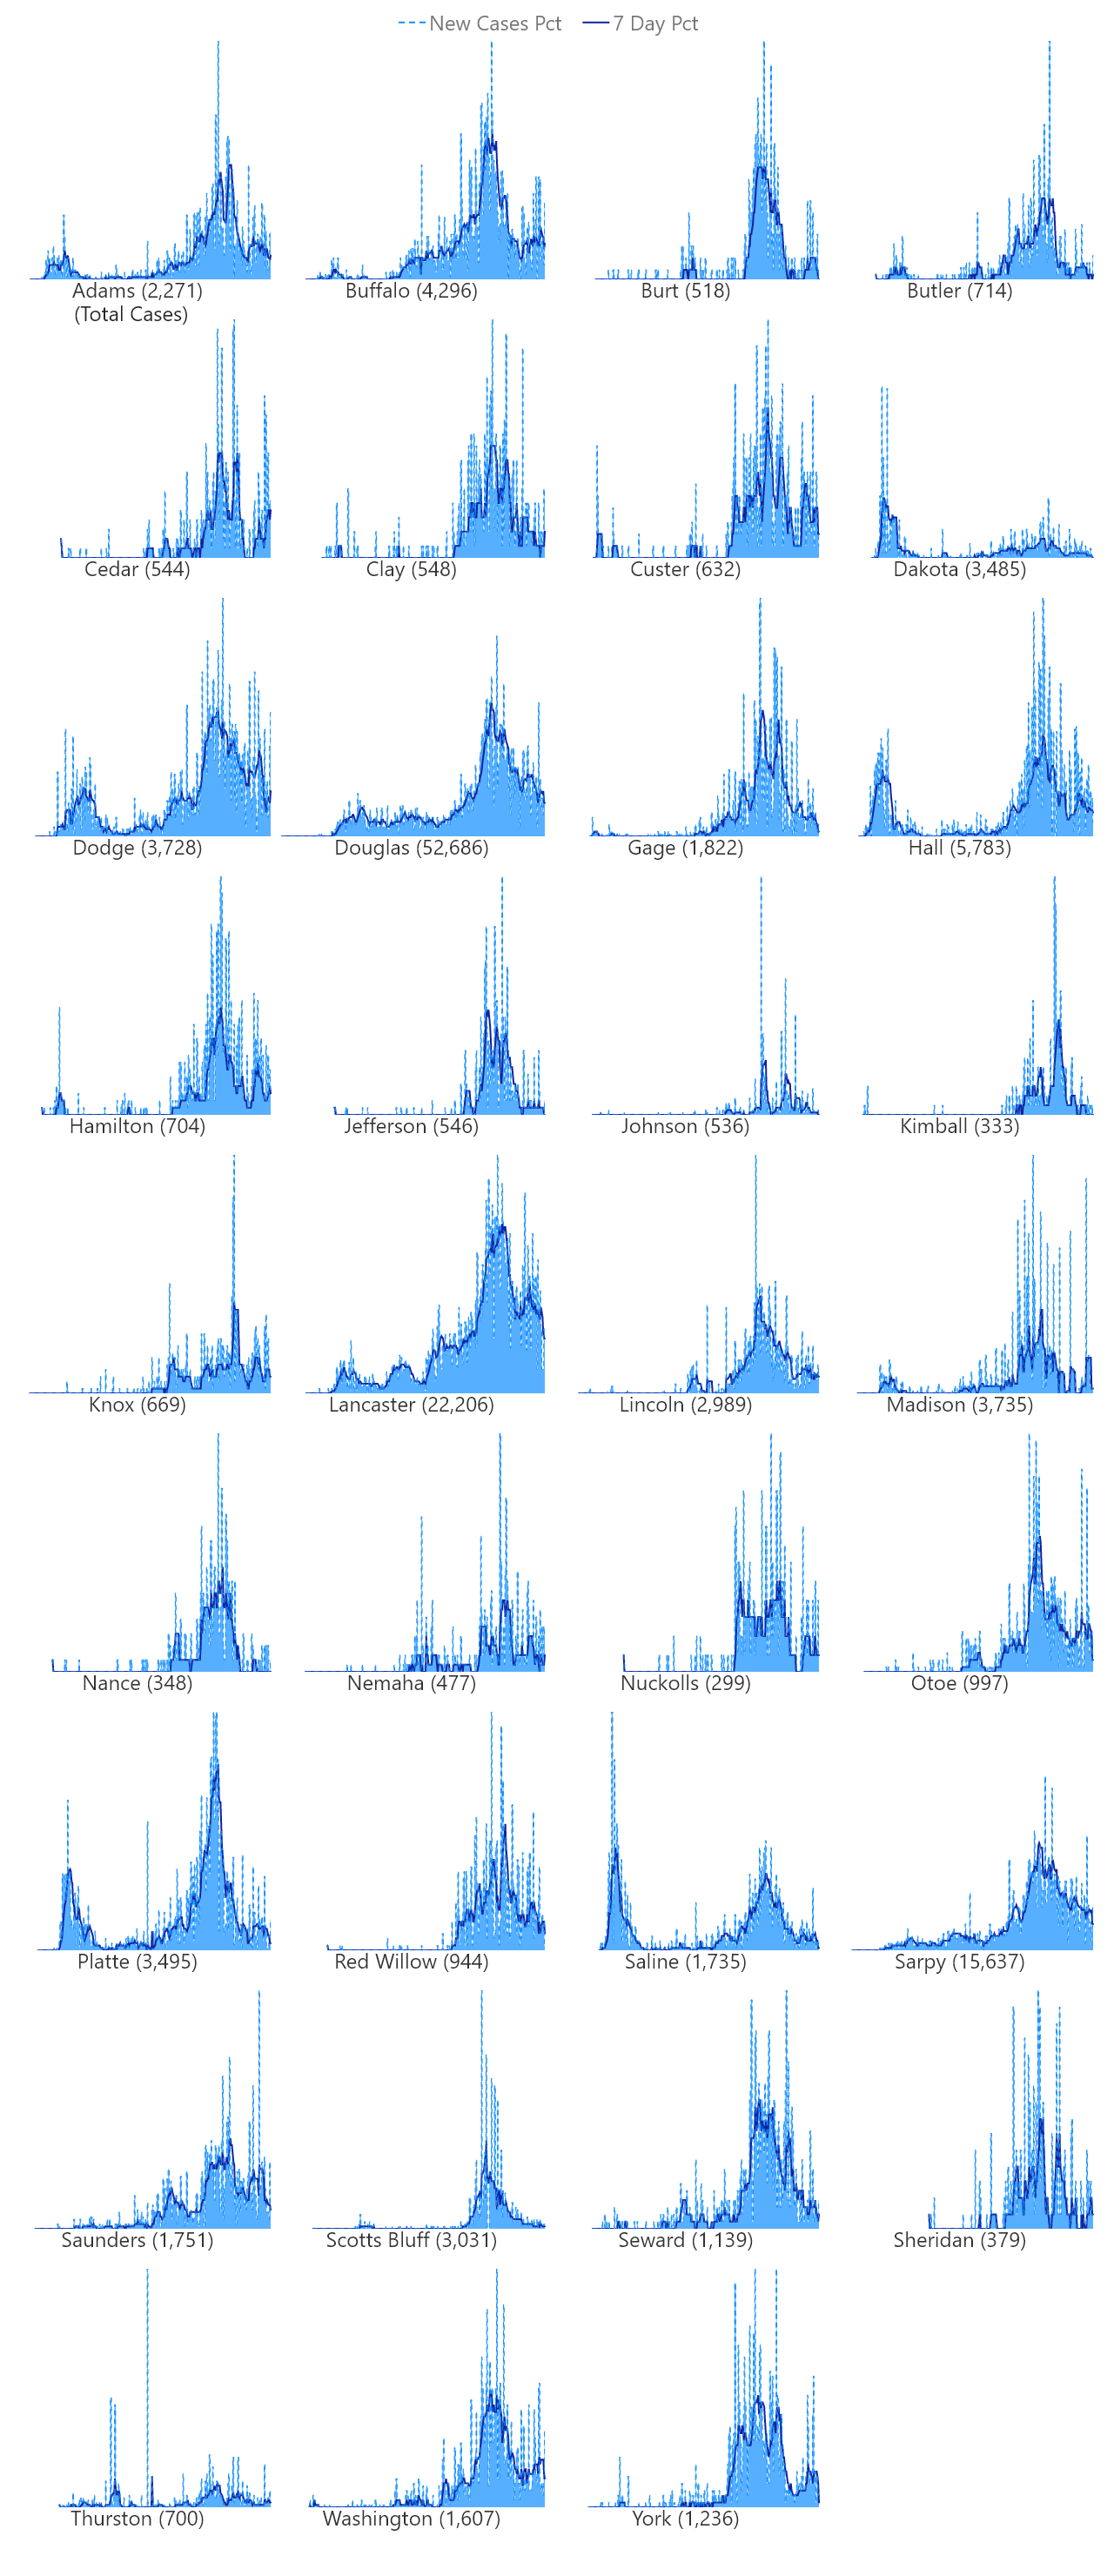 New Cases Pct 7 Day Pct
Adams (2,271) Buffalo (4,296) Burt (518) Butler (714)
(Total Cases)
Cedar (544) Clay (548) Custer (632) Dakota (3,485)
Dodge (3,728) Douglas (52,686) Gage (1,822) Hall (5,783)
Hamilton (704) Jefferson (546) Johnson (536) Kimball (333)
Knox (669) Lancaster (22,206) Lincoln (2,989) Madison (3,735)
Nance (348) Nemaha (477) Nuckolls (299) Otoe (997)
Platte (3,495) Red Willow (944) Saline (1,735) Sarpy (15,637)
Saunders (1,751) Scotts Bluff (3,031) Seward (1,139) Sheridan (379)
Thurston (700) Washington (1,607) York (1,236)